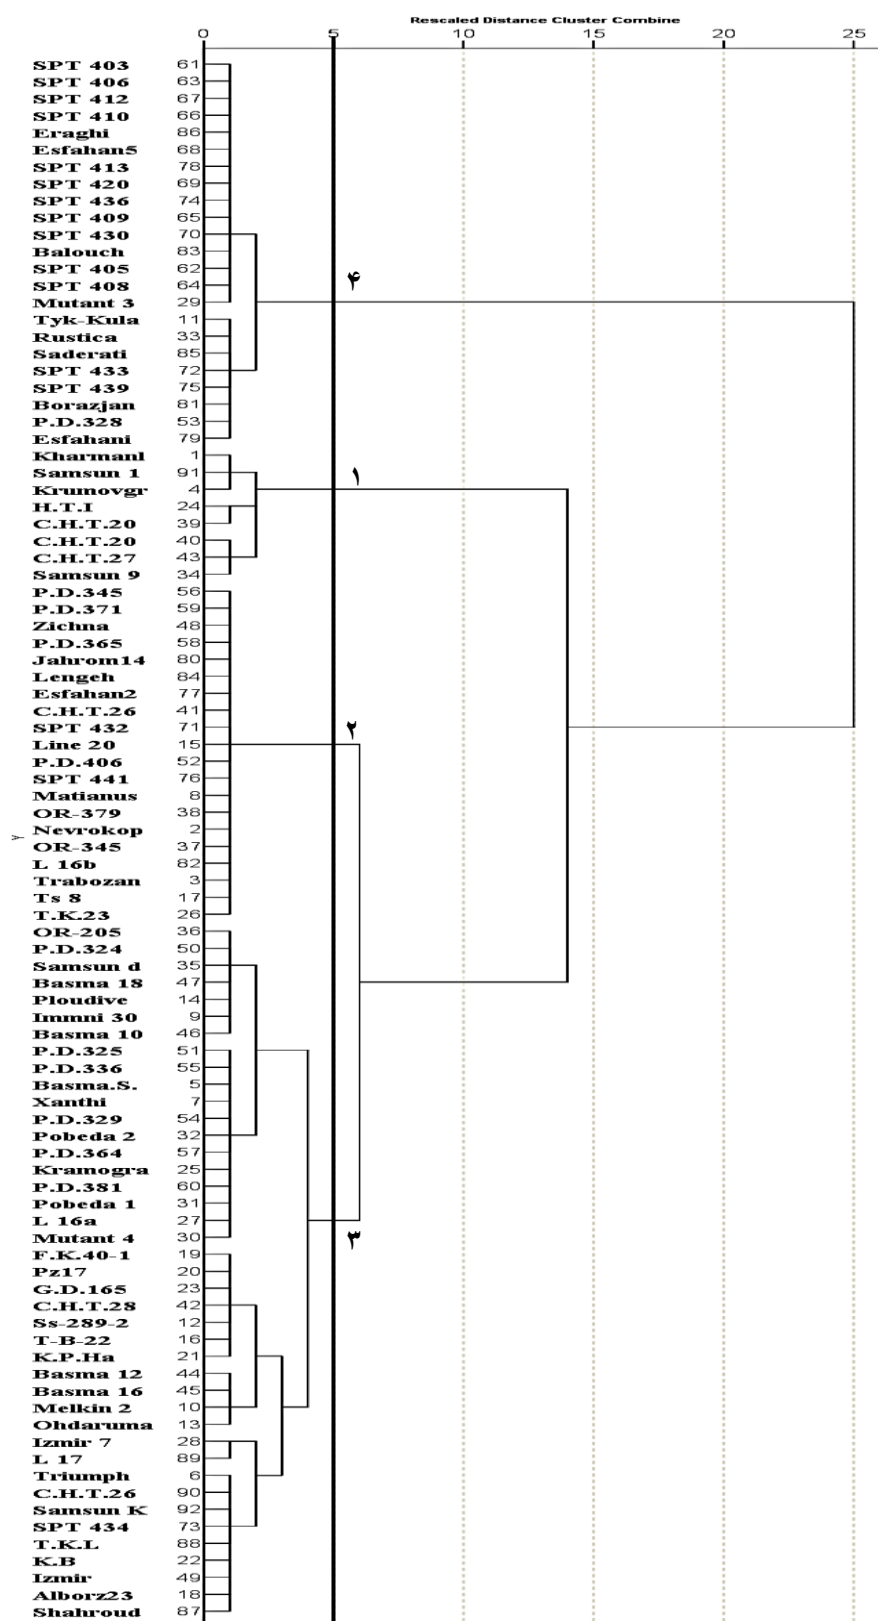 Rescaled Distance Cluster Combine
0 5 10 15 20 25
SPT 403 61
SPT 406 63
SPT 412 67
SPT 410 66
Eraghi 86
Esfahan5 68
SPT 413 78
SPT 420 69
SPT 436 74
SPT 409 65
SPT 430 70
Balouch 83
SPT 405 62
۴
SPT 408 64
Mutant 3 29
Tyk-Kula 11
Rustica 33
Saderati 85
SPT 433 72
SPT 439 75
Borazjan 81
P.D.328 53
Esfahani 79
Kharmanl 1
Samsun 1 91
۱
Krumovgr 4
H.T.I 24
C.H.T.20 39
C.H.T.20 40
C.H.T.27 43
Samsun 9 34
P.D.345 56
P.D.371 59
Zichna 48
P.D.365 58
Jahrom14 80
Lengeh 84
Esfahan2 77
C.H.T.26 41
SPT 432 71
۲
Line 20 15
P.D.406 52
SPT 441 76
Matianus 8
OR-379 38
Nevrokop 2
Y
OR-345 37
L 16b 82
Trabozan 3
Ts 8 17
T.K.23 26
OR-205 36
P.D.324 50
Samsun d 35
Basma 18 47
Ploudive 14
Immni 30 9
Basma 10 46
P.D.325 51
P.D.336 55
Basma.S. 5
Xanthi 7
P.D.329 54
Pobeda 2 32
P.D.364 57
Kramogra 25
P.D.381 60
Pobeda 1 31
L 16a 27
Mutant 4 30
۳
F.K.40-1 19
Pz17 20
G.D.165 23
C.H.T.28 42
Ss-289-2 12
T-B-22 16
K.P.Ha 21
Basma 12 44
Basma 16 45
Melkin 2 10
Ohdaruma 13
Izmir 7 28
L 17 89
Triumph 6
C.H.T.26 90
Samsun K 92
SPT 434 73
T.K.L 88
K.B 22
Izmir 49
Alborz23 18
Shahroud 87